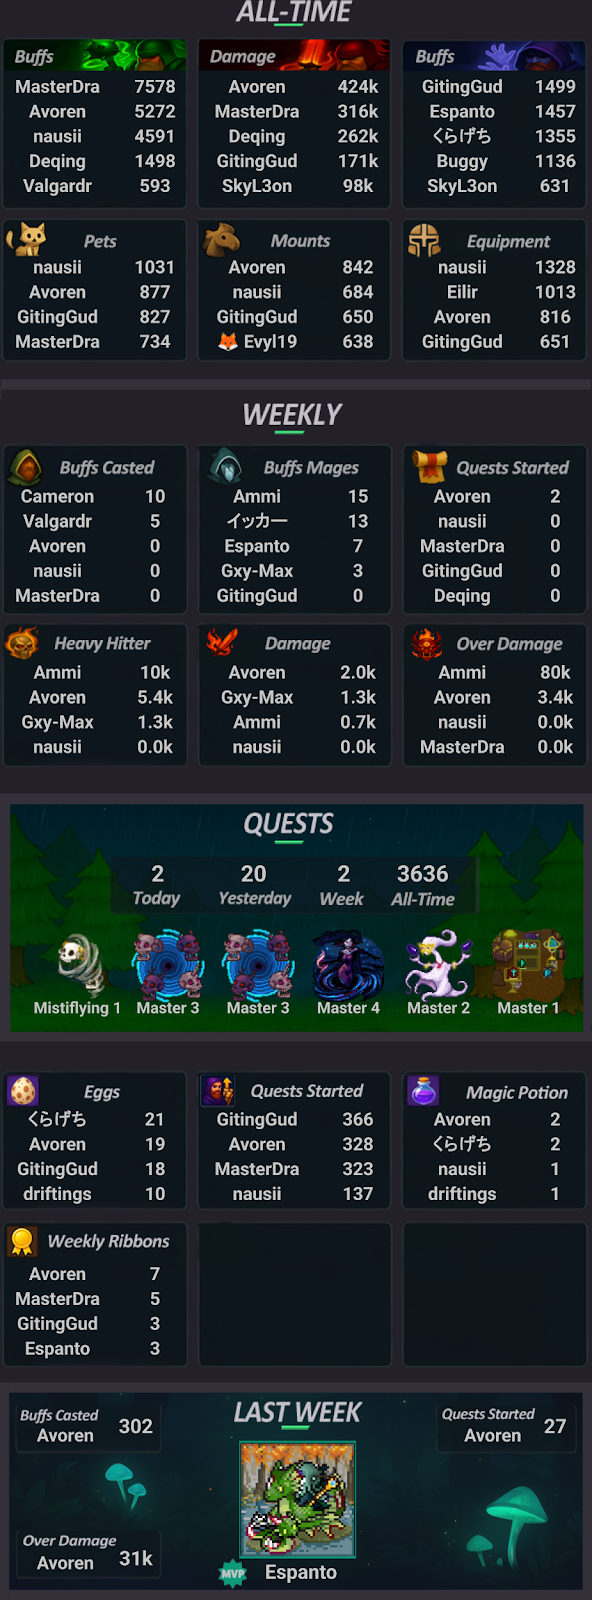 ALL-TIME
Buffs
MasterDra 7578
Avoren 5272
nausii 4591
Deqing 1498
Valgardr 593
Damage
Avoren 424k
MasterDra 316k
Deqing 262k
GitingGud 171k
SkyL3on 98k
Buffs
GitingGud 1499
Espanto 1457
くらげち 1355
Buggy 1136
SkyL3on 631
Pets
nausii 1031
Avoren 877
GitingGud 827
MasterDra 734
Mounts
Avoren 842
nausii 684
GitingGud 650
🦊 Evyl19 638
Equipment
nausii 1328
Eilir 1013
Avoren 816
GitingGud 651
WEEKLY
Buffs Casted
Cameron 10
Valgardr 5
Avoren 0
nausii 0
MasterDra 0
Buffs Mages
Ammi 15
イッカー 13
Espanto 7
Gxy-Max 3
GitingGud 0
Quests Started
Avoren 2
nausii 0
MasterDra 0
GitingGud 0
Deqing 0
Heavy Hitter
Ammi 10k
Avoren 5.4k
Gxy-Max 1.3k
nausii 0.0k
Damage
Avoren 2.0k
Gxy-Max 1.3k
Ammi 0.7k
nausii 0.0k
Over Damage
Ammi 80k
Avoren 3.4k
nausii 0.0k
MasterDra 0.0k
QUESTS
2 20 2 3636
Today Yesterday Week All-Time
Mistiflying 1 Master 3 Master 3 Master 4 Master 2 Master 1
Eggs
くらげち 21
Avoren 19
GitingGud 18
driftings 10
Quests Started
GitingGud 366
Avoren 328
MasterDra 323
nausii 137
Magic Potion
Avoren 2
くらげち 2
nausii 1
driftings 1
Weekly Ribbons
Avoren 7
MasterDra 5
GitingGud 3
Espanto 3
LAST WEEK
Buffs Casted
Avoren 302
Quests Started
Avoren 27
Over Damage
Avoren 31k
MVP Espanto